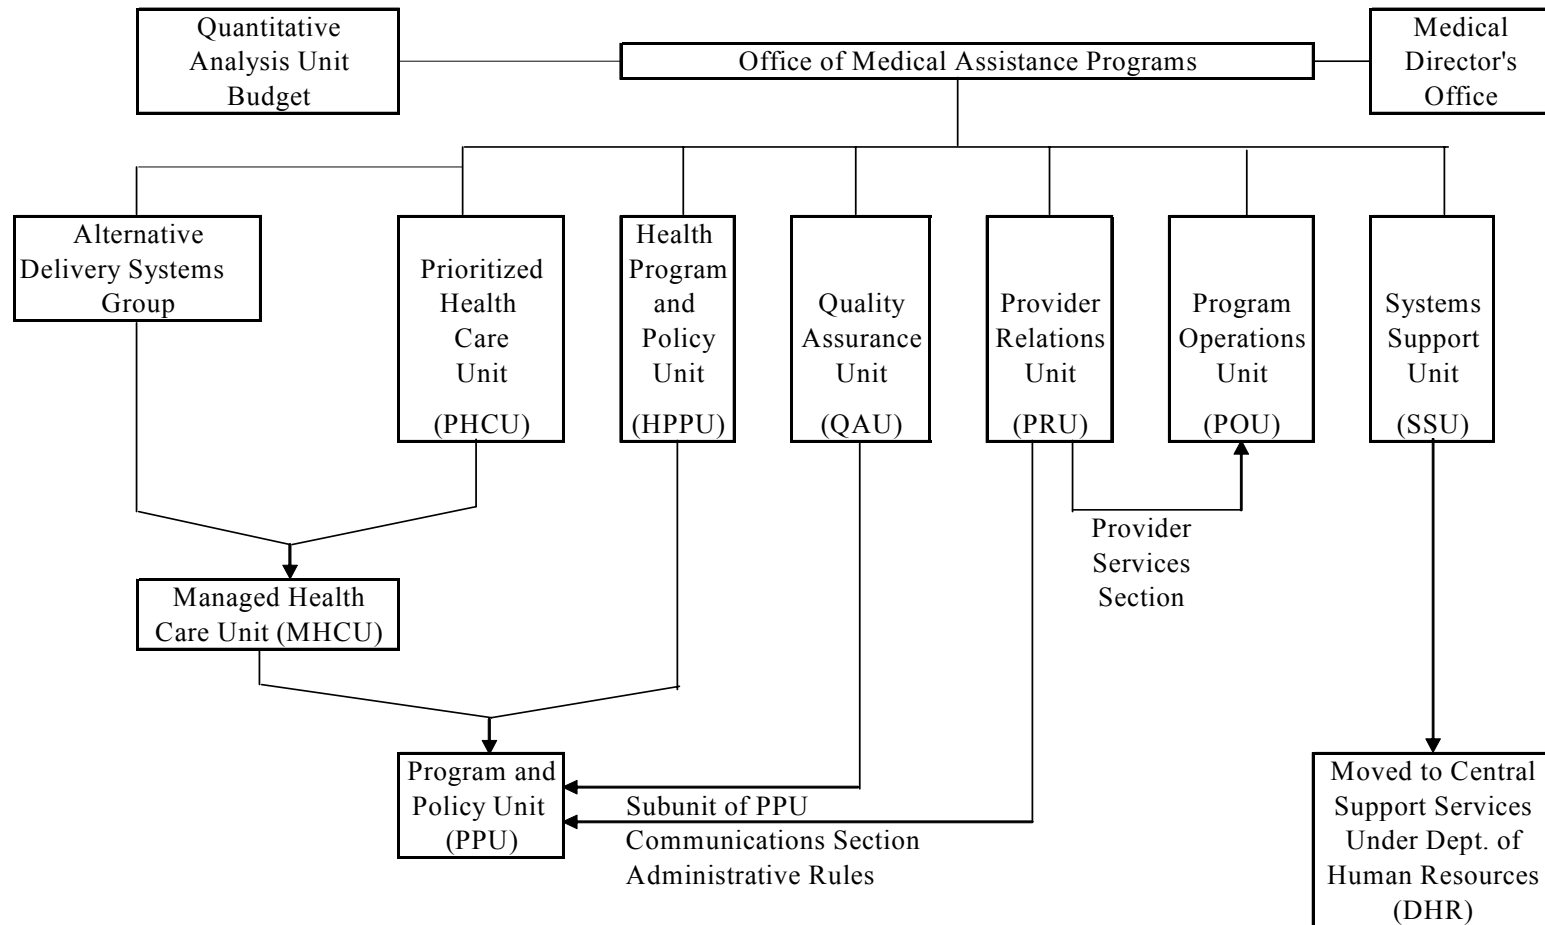 Quantitative
Analysis Unit
Budget
Office of Medical Assistance Programs
Medical
Director's
Office
Alternative
Delivery Systems
Group
Prioritized
Health
Care
Unit
(PHCU)
Health
Program
and
Policy
Unit
(HPPU)
Quality
Assurance
Unit
(QAU)
Provider
Relations
Unit
(PRU)
Program
Operations
Unit
(POU)
Systems
Support
Unit
(SSU)
Provider
Services
Section
Managed Health
Care Unit (MHCU)
Program and
Policy Unit
(PPU)
Subunit of PPU
Communications Section
Administrative Rules
Moved to Central
Support Services
Under Dept. of
Human Resources
(DHR)